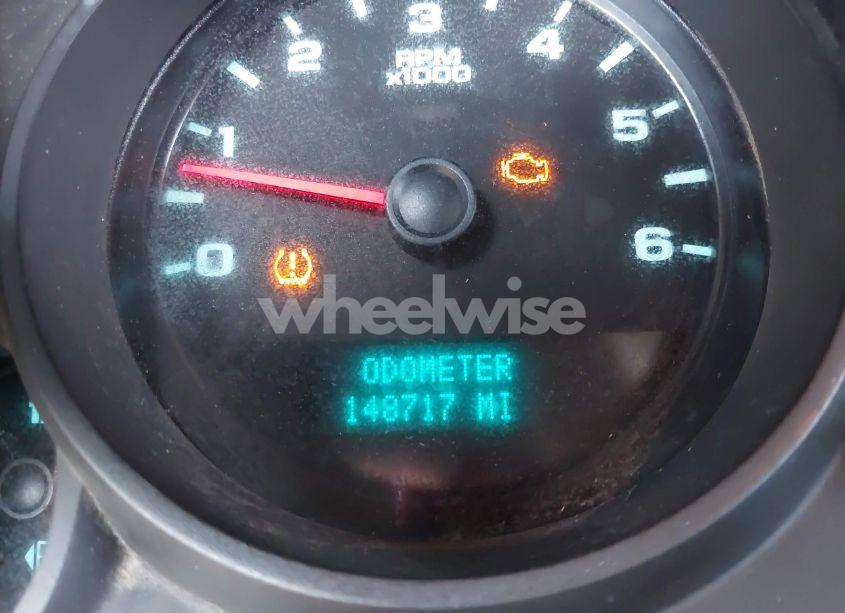 3
2
4
RPM
x1000
1
5
0
6
wheelwise
ODOMETER
148717 MI